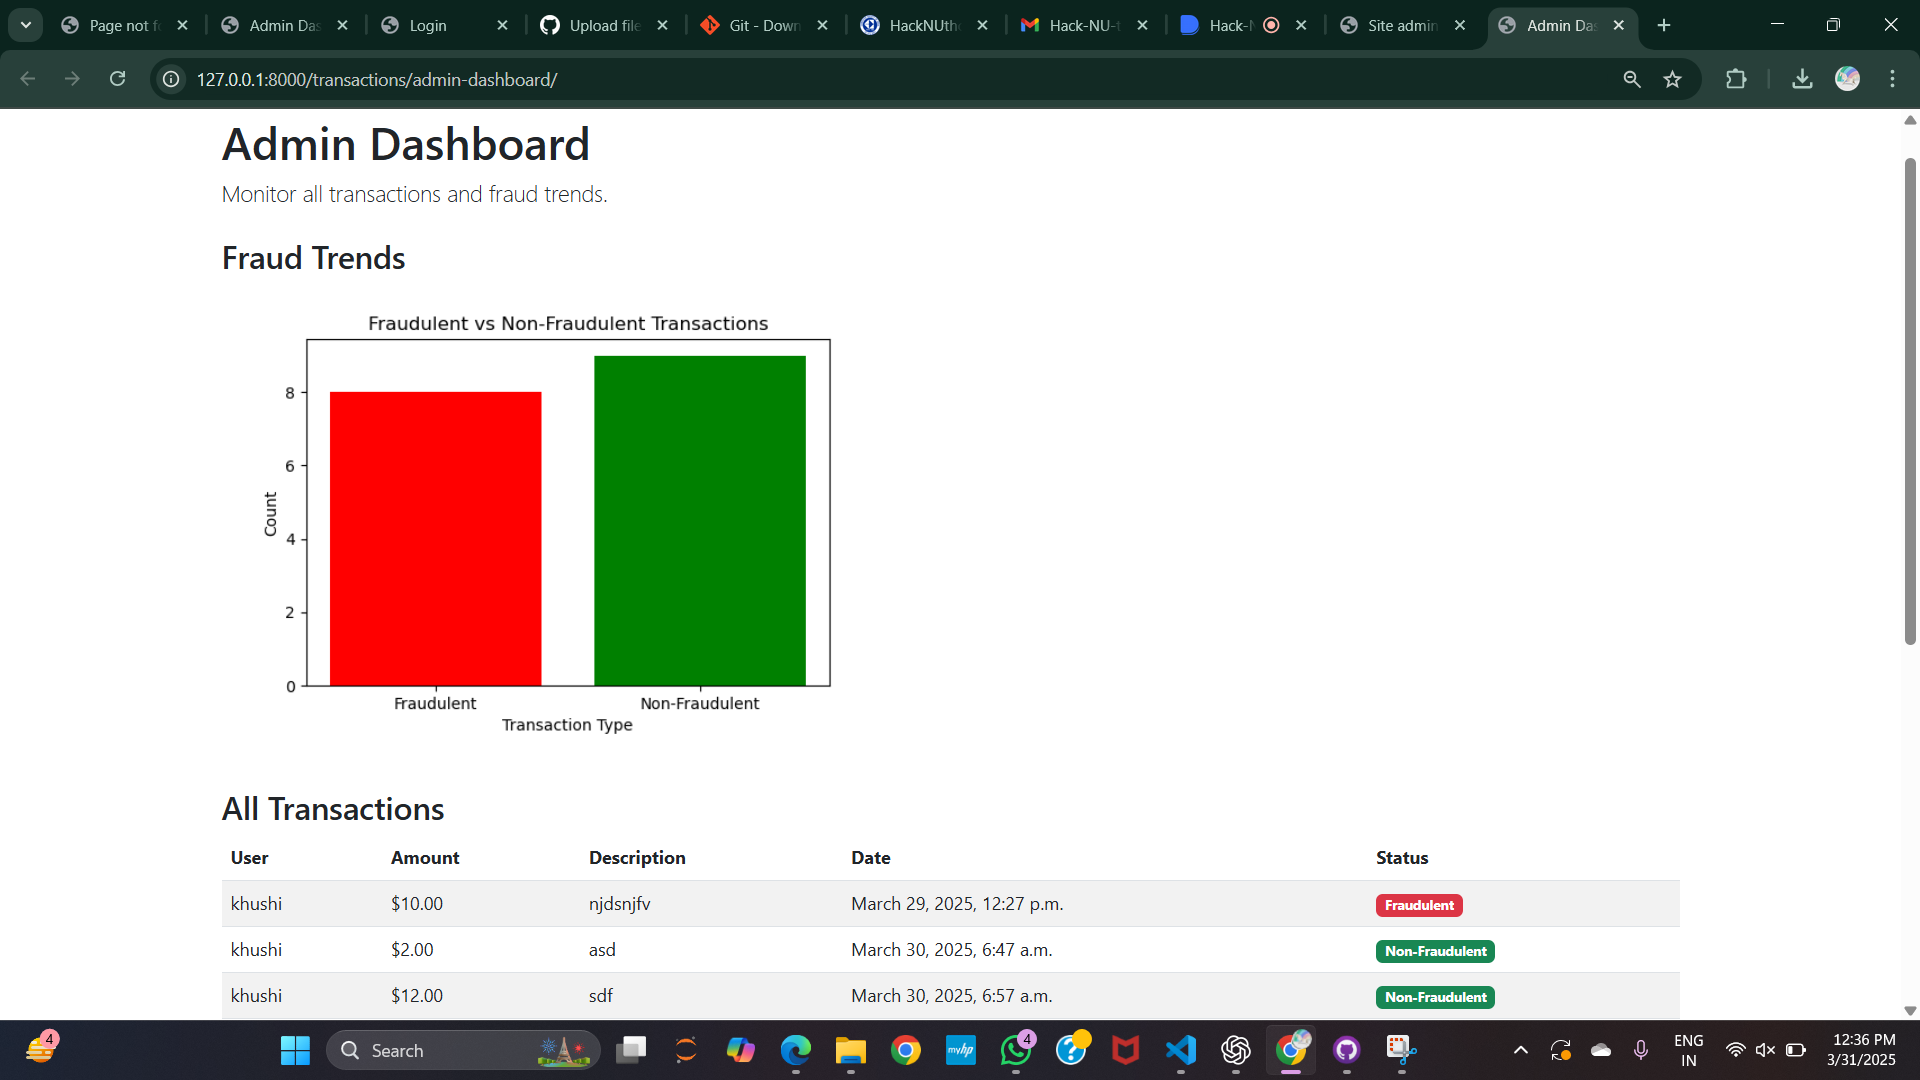 Page not f
Admin Das
Login
Upload file
Git - Down
HackNUth
Hack-NU-t
Hack-N
Site admin
Admin Das
127.0.0.1:8000/transactions/admin-dashboard/
Admin Dashboard
Monitor all transactions and fraud trends.
Fraud Trends
Fraudulent vs Non-Fraudulent Transactions
Count
8
6
4
2
0
Fraudulent Non-Fraudulent
Transaction Type
All Transactions
User Amount Description Date Status
khushi $10.00 njdsnjfv March 29, 2025, 12:27 p.m. Fraudulent
khushi $2.00 asd March 30, 2025, 6:47 a.m. Non-Fraudulent
khushi $12.00 sdf March 30, 2025, 6:57 a.m. Non-Fraudulent
4
Search
myhp
4
ENG
IN
12:36 PM
3/31/2025